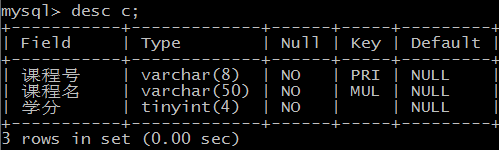 mysql> desc c;
+-----------+-------------+------+-----+---------+
| Field     | Type        | Null | Key | Default |
+-----------+-------------+------+-----+---------+
| 课程号    | varchar(8)  | NO   | PRI | NULL
| 课程名    | varchar(50) | NO   | MUL | NULL
| 学分      | tinyint(4)  | NO   |     | NULL
+-----------+-------------+------+-----+---------+
3 rows in set (0.00 sec)